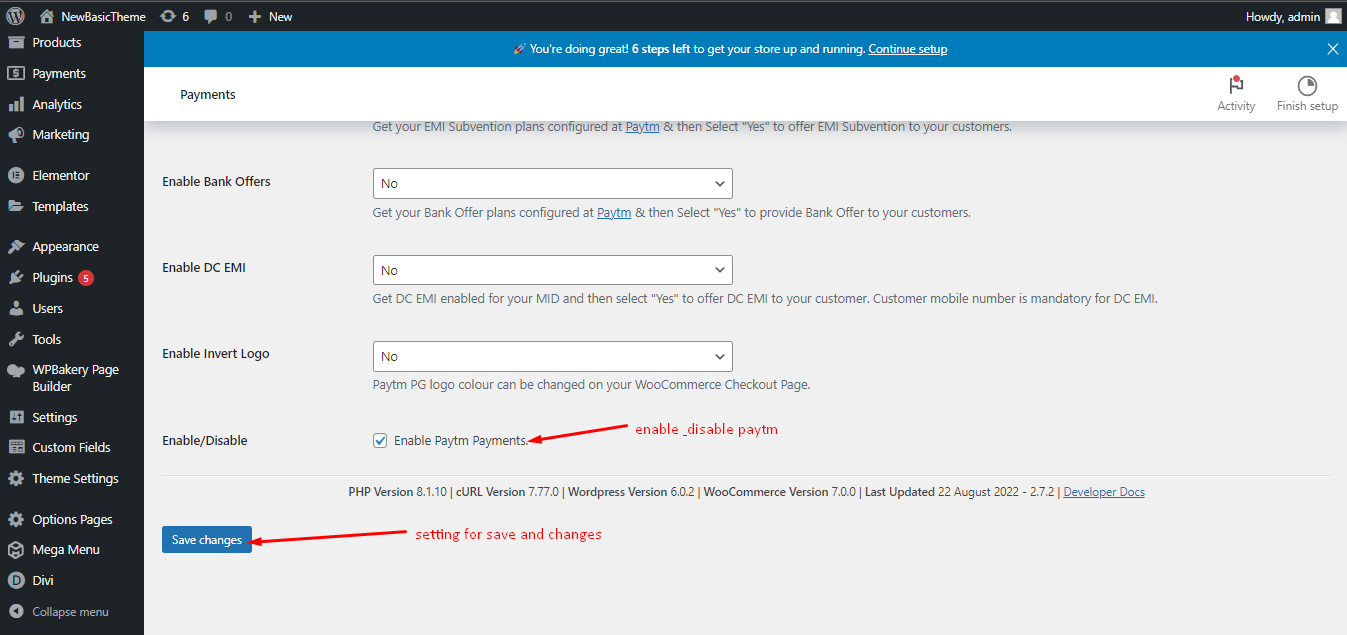 NewBasicTheme 6 0 New Howdy, admin
Products
Payments
Analytics
Marketing
Elementor
Templates
Appearance
Plugins 5
Users
Tools
WPBakery Page
Builder
Settings
Custom Fields
Theme Settings
Options Pages
Mega Menu
Divi
Collapse menu
🚀 You're doing great! 6 steps left to get your store up and running. Continue setup
Payments
Activity
Finish setup
Get your EMI Subvention plans configured at Paytm & then Select "Yes" to offer EMI Subvention to your customers.
Enable Bank Offers
No
Get your Bank Offer plans configured at Paytm & then Select "Yes" to provide Bank Offer to your customers.
Enable DC EMI
No
Get DC EMI enabled for your MID and then select "Yes" to offer DC EMI to your customer. Customer mobile number is mandatory for DC EMI.
Enable Invert Logo
No
Paytm PG logo colour can be changed on your WooCommerce Checkout Page.
Enable/Disable
Enable Paytm Payments.
enable _disable paytm
PHP Version 8.1.10 | cURL Version 7.77.0 | Wordpress Version 6.0.2 | WooCommerce Version 7.0.0 | Last Updated 22 August 2022 - 2.7.2 | Developer Docs
Save changes
setting for save and changes